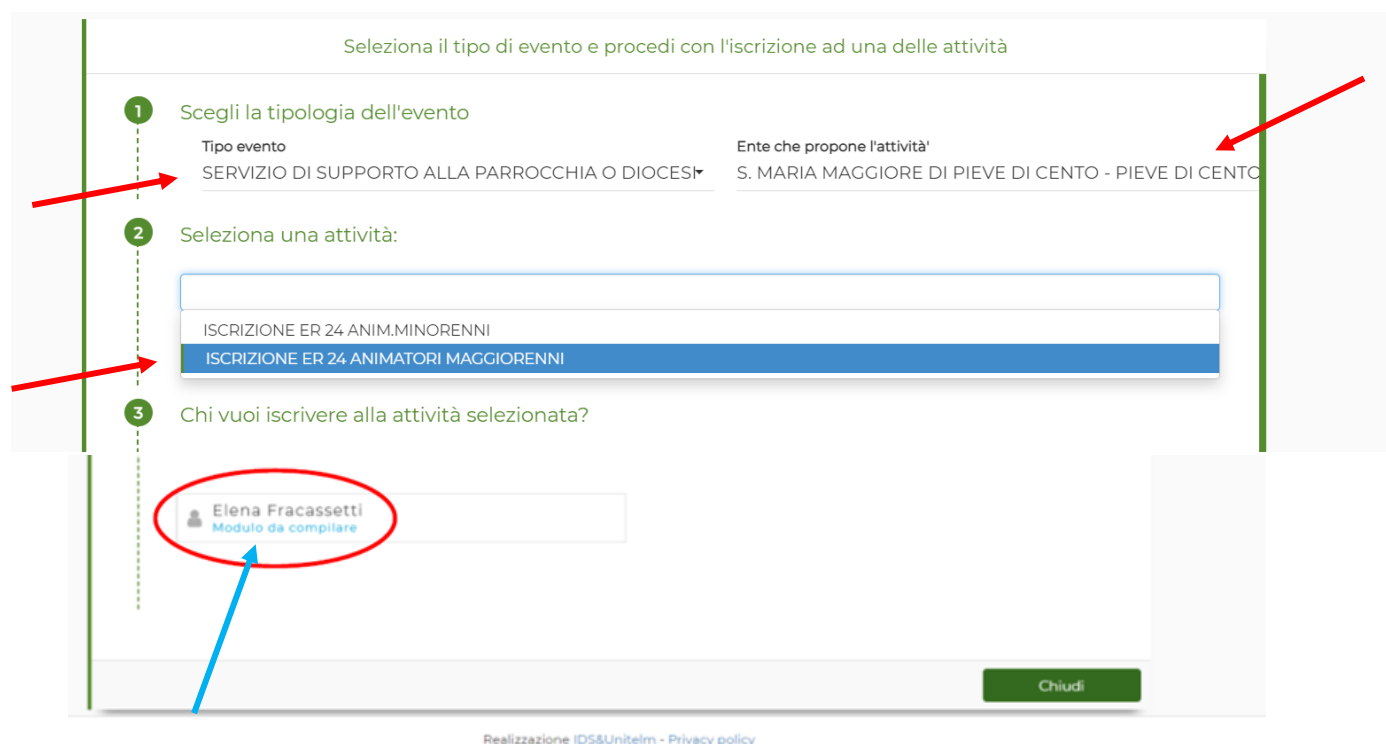 Seleziona il tipo di evento e procedi con l'iscrizione ad una delle attività
1 Scegli la tipologia dell'evento
Tipo evento
Ente che propone l'attività'
SERVIZIO DI SUPPORTO ALLA PARROCCHIA O DIOCESI
S. MARIA MAGGIORE DI PIEVE DI CENTO - PIEVE DI CENTO
2 Seleziona una attività:
ISCRIZIONE ER 24 ANIM.MINORENNI
ISCRIZIONE ER 24 ANIMATORI MAGGIORENNI
3 Chi vuoi iscrivere alla attività selezionata?
Elena Fracassetti
Modulo da compilare
Chiudi
Realizzazione IDS&Unitelm - Privacy policy